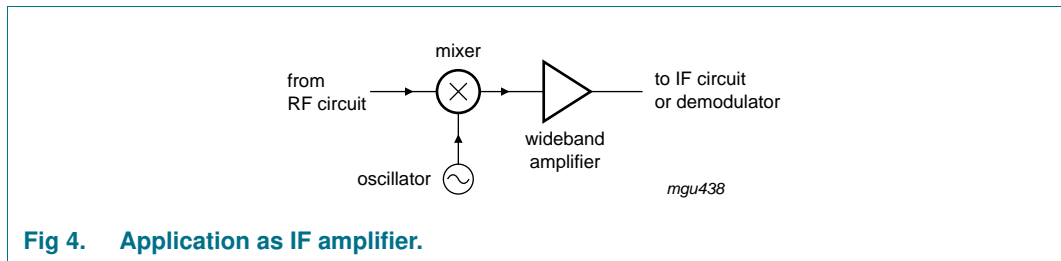 mixer
from
RF circuit
to IF circuit
or demodulator
wideband
amplifier
oscillator
mgu438
Fig 4. Application as IF amplifier.